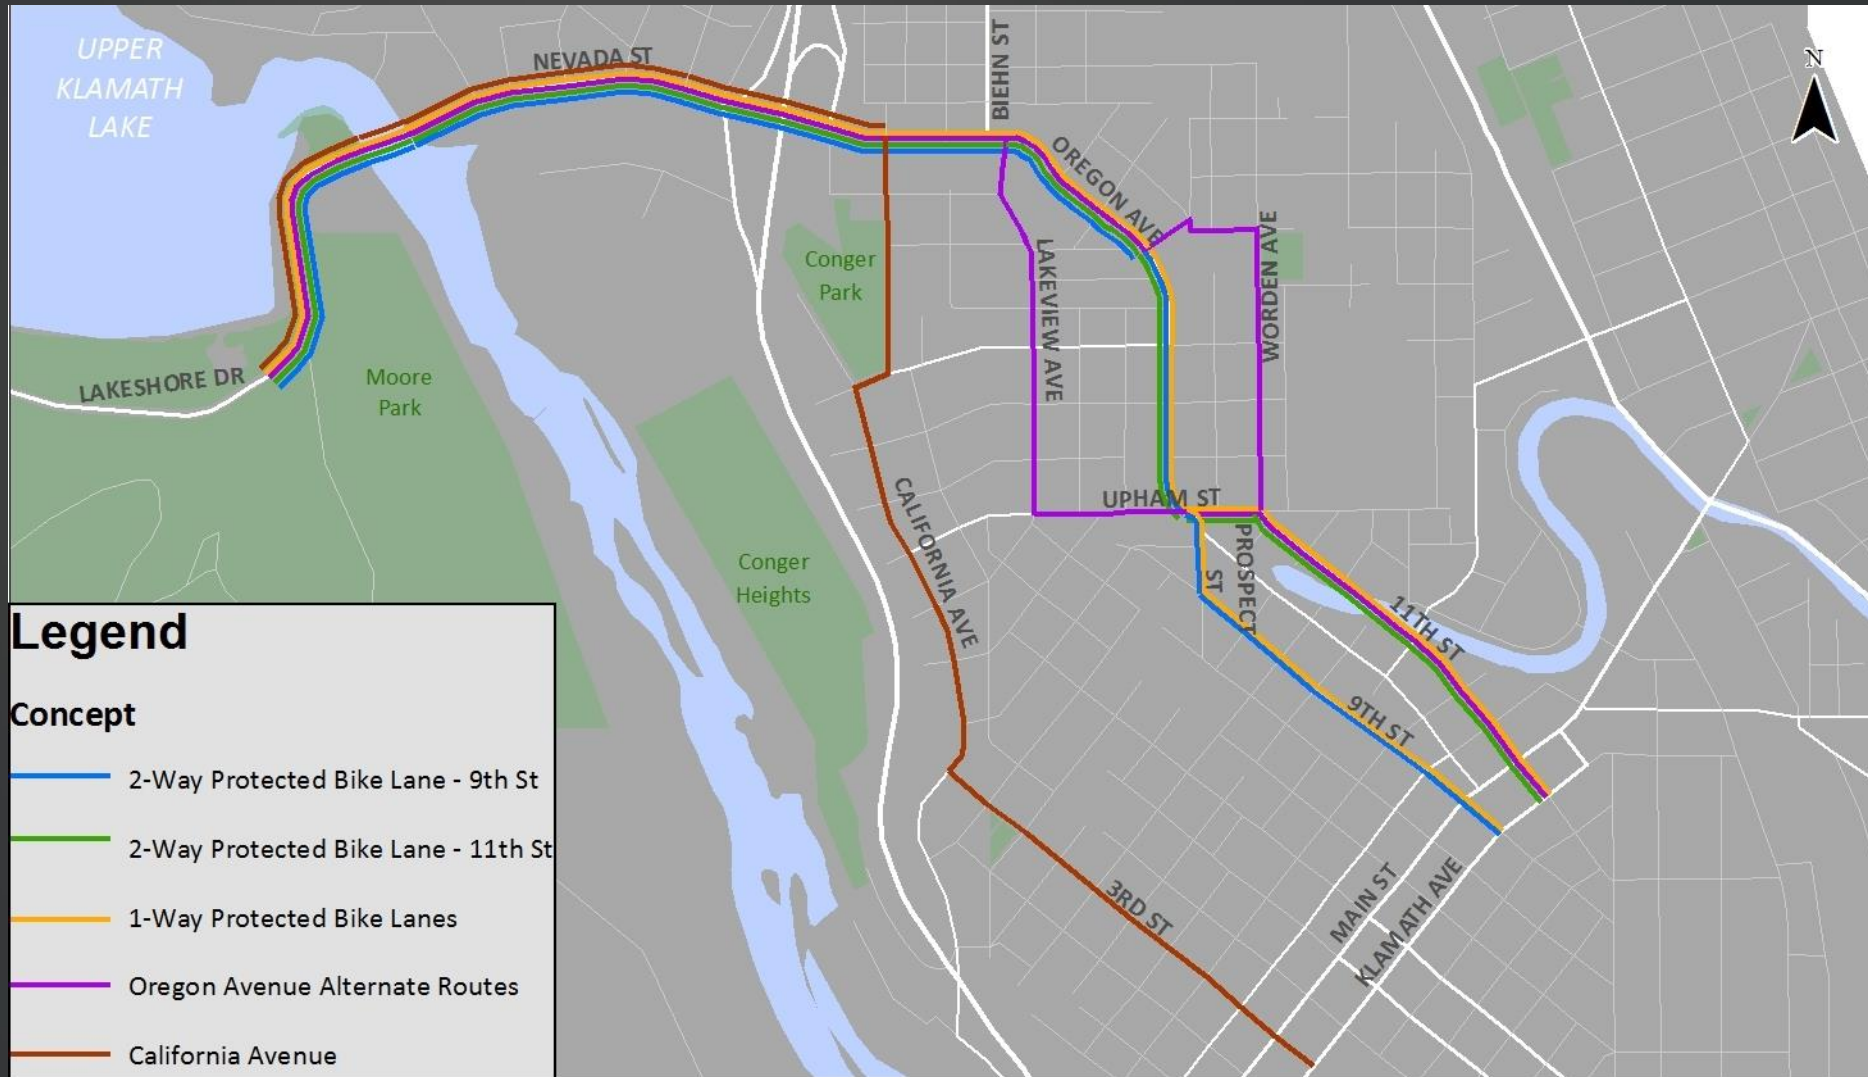 UPPER
KLAMATH
LAKE
NEVADA ST
BIEHN ST
N
OREGON AVE
Conger
Park
LAKEVIEW AVE
WORDEN AVE
LAKESHORE DR
Moore
Park
UPHAM ST
CALIFORNIA AVE
PROSPECT
ST
Conger
Heights
11TH ST
9TH ST
3RD ST
MAIN ST
KLAMATH AVE
Legend
Concept
2-Way Protected Bike Lane - 9th St
2-Way Protected Bike Lane - 11th St
1-Way Protected Bike Lanes
Oregon Avenue Alternate Routes
California Avenue